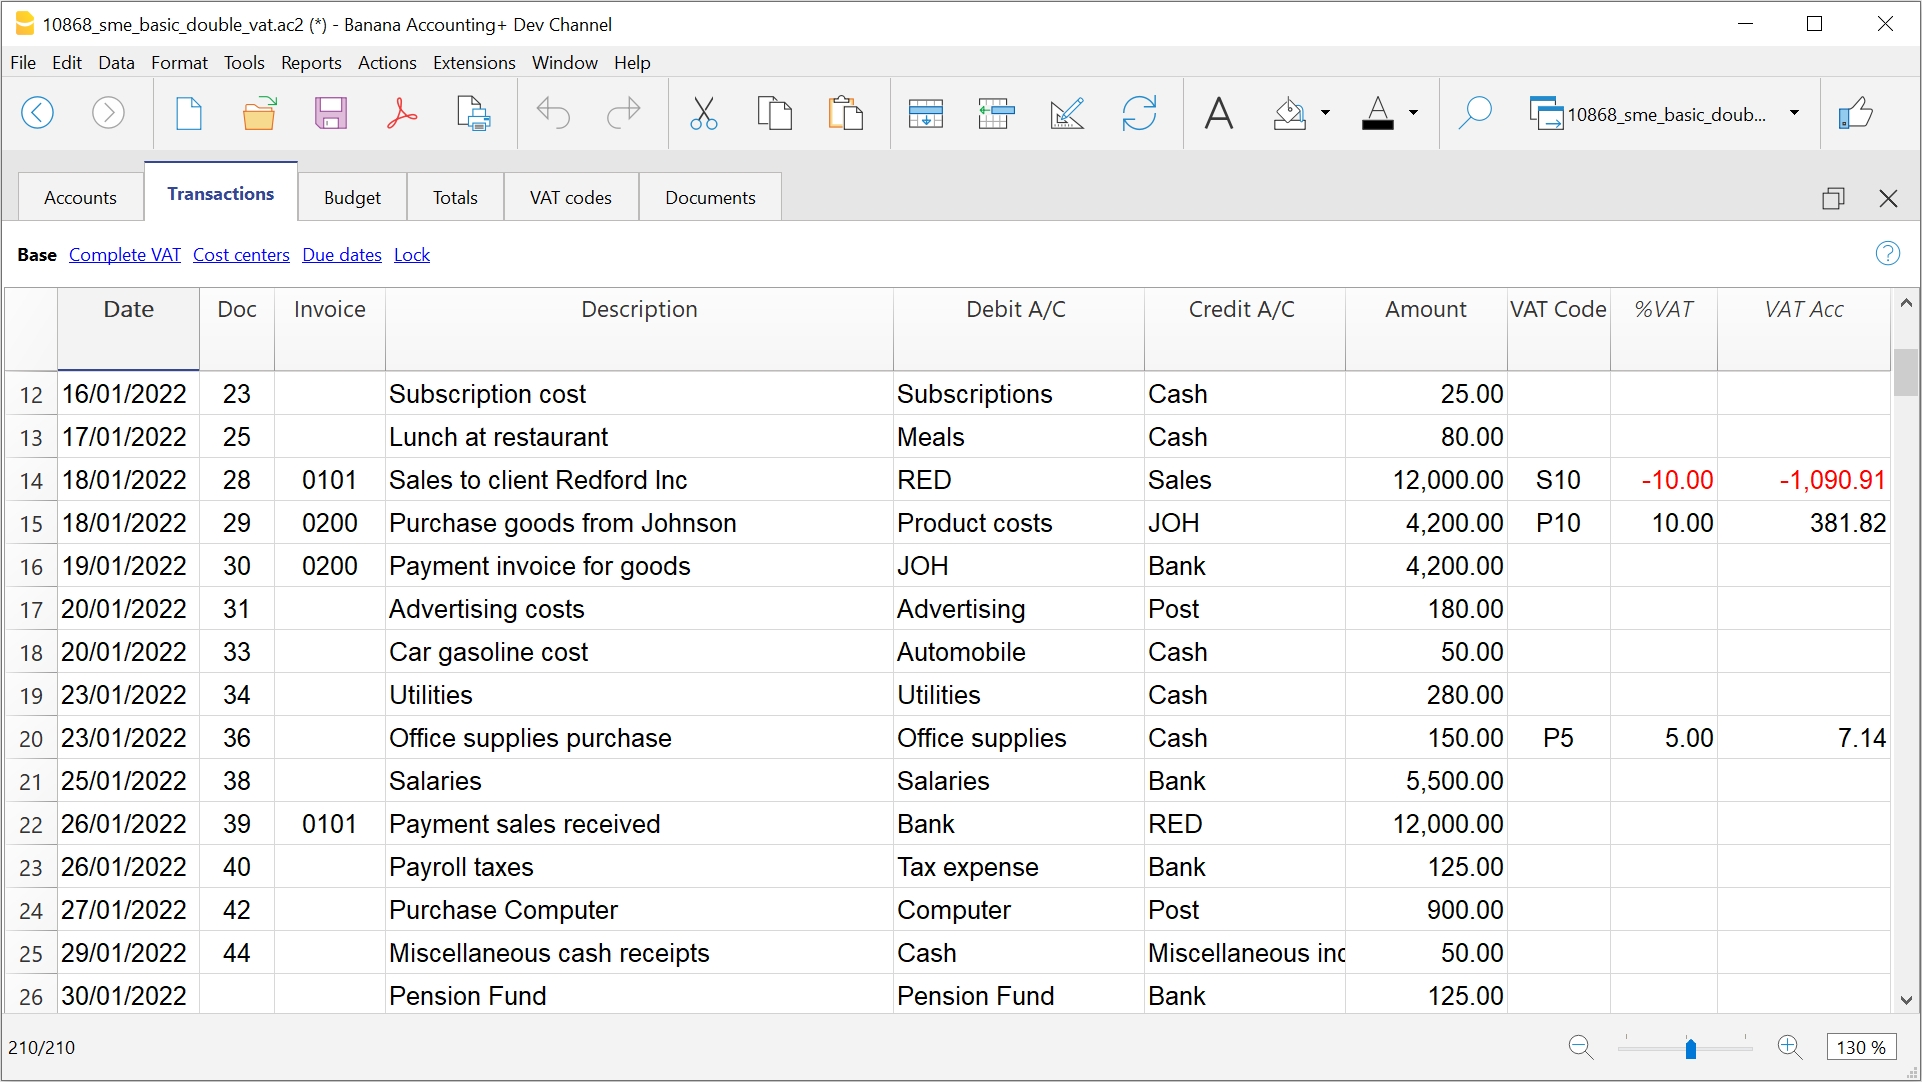 10868_sme_basic_double_vat.ac2 (*) - Banana Accounting+ Dev Channel
File Edit Data Format Tools Reports Actions Extensions Window Help
10868_sme_basic_doub...
Accounts Transactions Budget Totals VAT codes Documents
Base Complete VAT Cost centers Due dates Lock
Date Doc Invoice Description Debit A/C Credit A/C Amount VAT Code %VAT VAT Acc
12 16/01/2022 23 Subscription cost Subscriptions Cash 25.00
13 17/01/2022 25 Lunch at restaurant Meals Cash 80.00
14 18/01/2022 28 0101 Sales to client Redford Inc RED Sales 12,000.00 S10 -10.00 -1,090.91
15 18/01/2022 29 0200 Purchase goods from Johnson Product costs JOH 4,200.00 P10 10.00 381.82
16 19/01/2022 30 0200 Payment invoice for goods JOH Bank 4,200.00
17 20/01/2022 31 Advertising costs Advertising Post 180.00
18 20/01/2022 33 Car gasoline cost Automobile Cash 50.00
19 23/01/2022 34 Utilities Utilities Cash 280.00
20 23/01/2022 36 Office supplies purchase Office supplies Cash 150.00 P5 5.00 7.14
21 25/01/2022 38 Salaries Salaries Bank 5,500.00
22 26/01/2022 39 0101 Payment sales received Bank RED 12,000.00
23 26/01/2022 40 Payroll taxes Tax expense Bank 125.00
24 27/01/2022 42 Purchase Computer Computer Post 900.00
25 29/01/2022 44 Miscellaneous cash receipts Cash Miscellaneous inc 50.00
26 30/01/2022 Pension Fund Pension Fund Bank 125.00
210/210 130 %